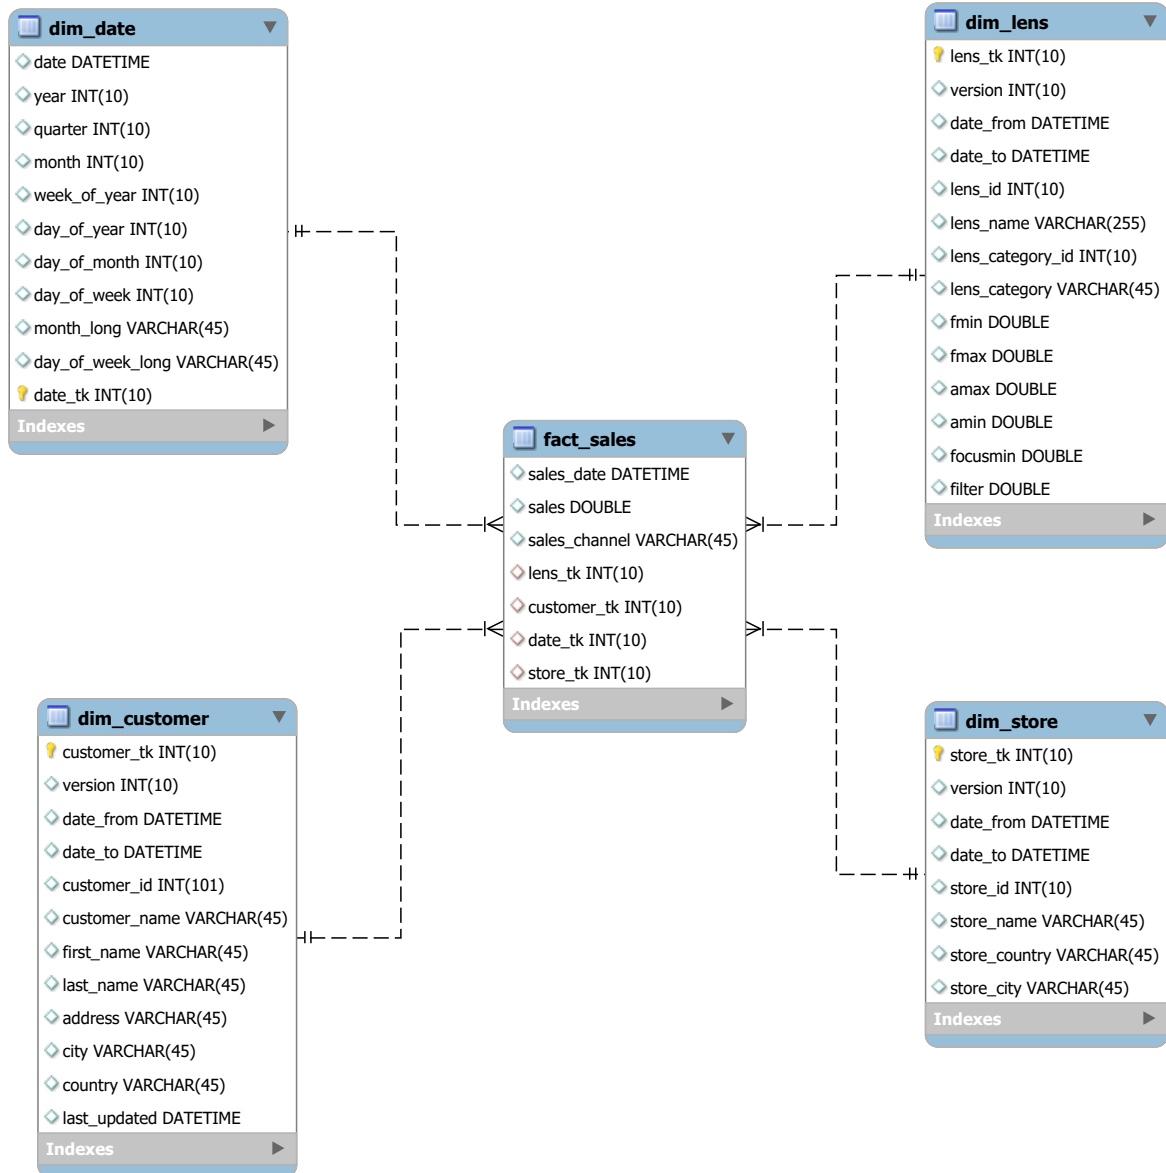 dim_date
date DATETIME
year INT(10)
quarter INT(10)
month INT(10)
week_of_year INT(10)
day_of_year INT(10)
day_of_month INT(10)
day_of_week INT(10)
month_long VARCHAR(45)
day_of_week_long VARCHAR(45)
date_tk INT(10)
Indexes
dim_lens
lens_tk INT(10)
version INT(10)
date_from DATETIME
date_to DATETIME
lens_id INT(10)
lens_name VARCHAR(255)
lens_category_id INT(10)
lens_category VARCHAR(45)
fmin DOUBLE
fmax DOUBLE
amax DOUBLE
amin DOUBLE
focusmin DOUBLE
filter DOUBLE
Indexes
fact_sales
sales_date DATETIME
sales DOUBLE
sales_channel VARCHAR(45)
lens_tk INT(10)
customer_tk INT(10)
date_tk INT(10)
store_tk INT(10)
Indexes
dim_customer
customer_tk INT(10)
version INT(10)
date_from DATETIME
date_to DATETIME
customer_id INT(101)
customer_name VARCHAR(45)
first_name VARCHAR(45)
last_name VARCHAR(45)
address VARCHAR(45)
city VARCHAR(45)
country VARCHAR(45)
last_updated DATETIME
Indexes
dim_store
store_tk INT(10)
version INT(10)
date_from DATETIME
date_to DATETIME
store_id INT(10)
store_name VARCHAR(45)
store_country VARCHAR(45)
store_city VARCHAR(45)
Indexes